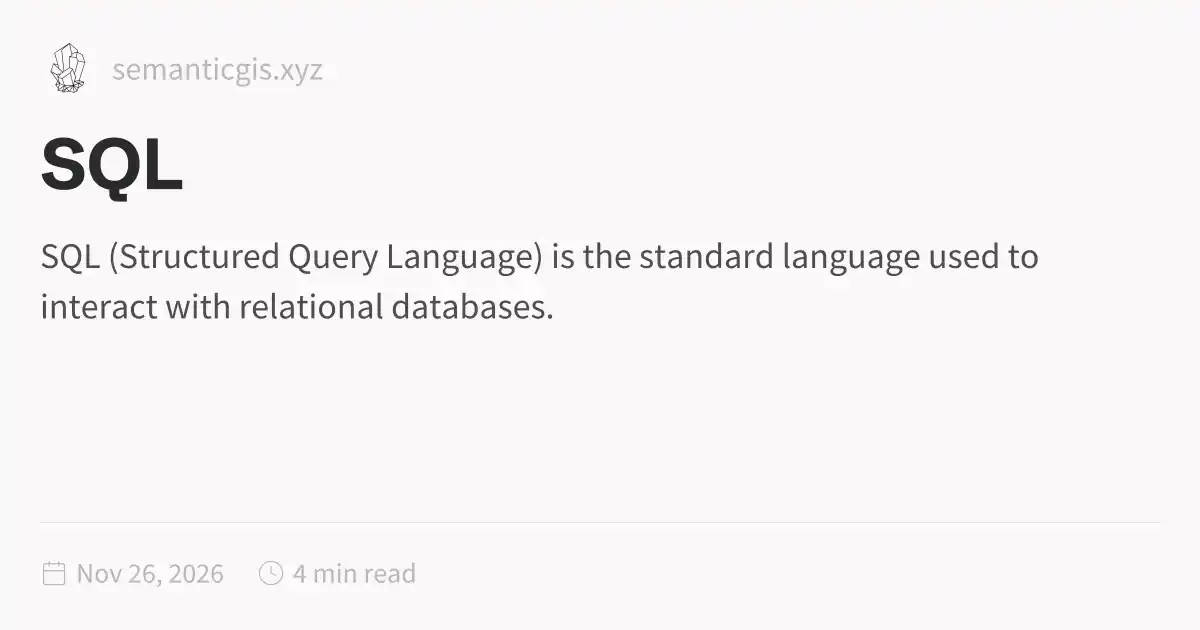 semanticgis.xyz
SQL
SQL (Structured Query Language) is the standard language used to
interact with relational databases.
Nov 26, 2026 4 min read